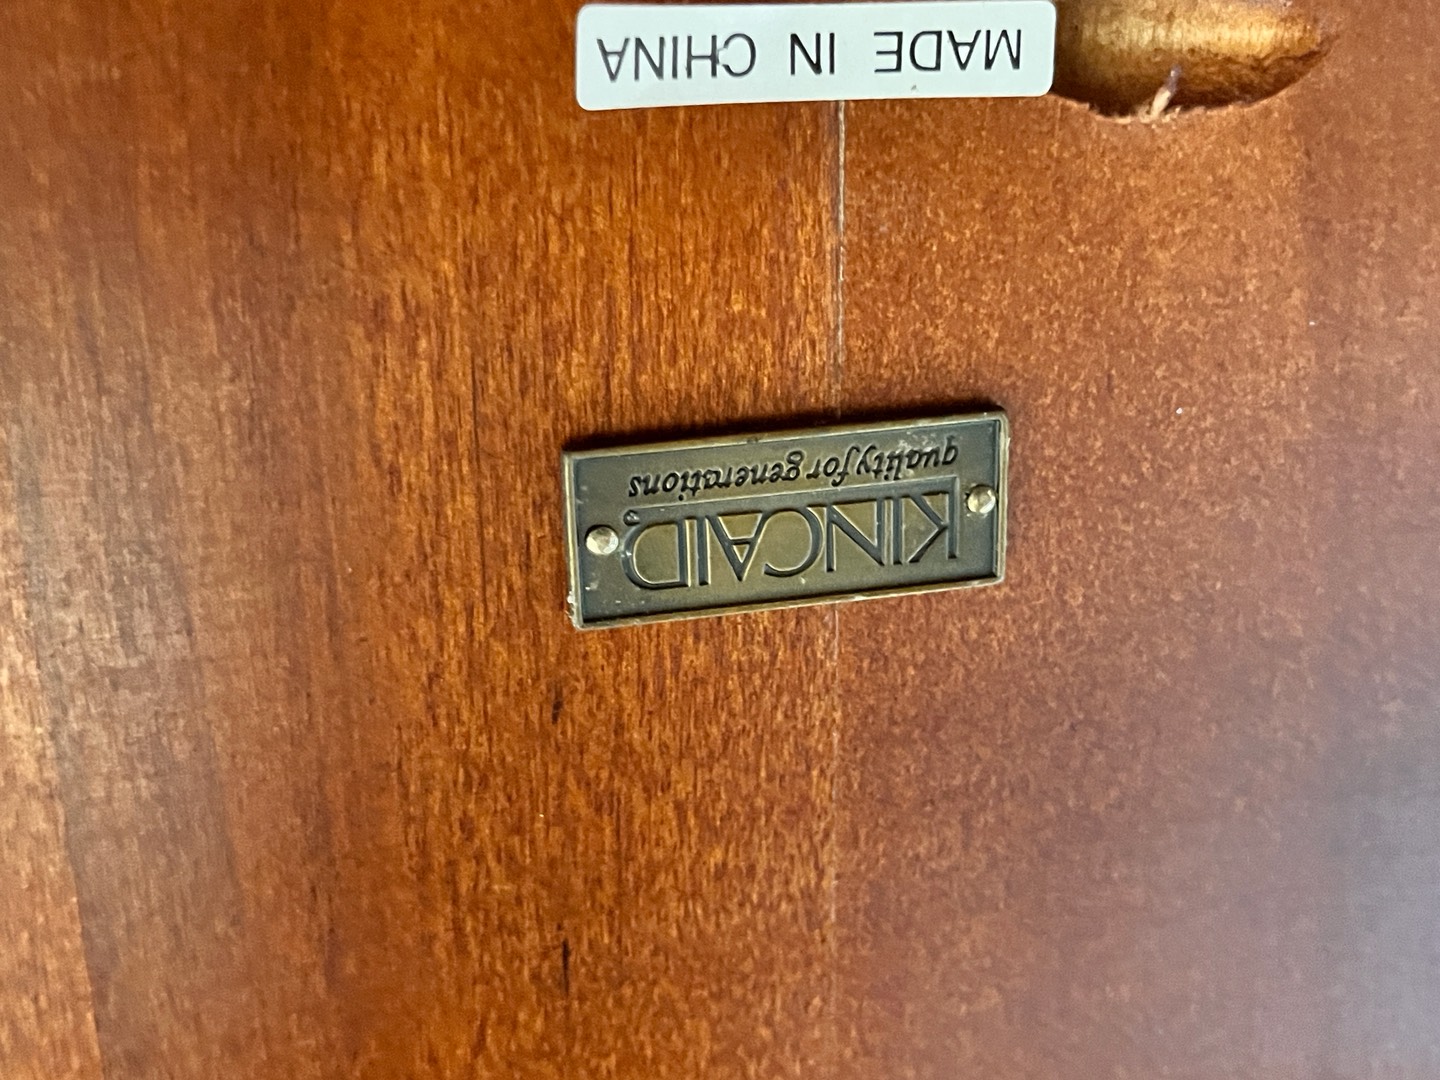 KINCAID®
quality for generations
MADE IN CHINA